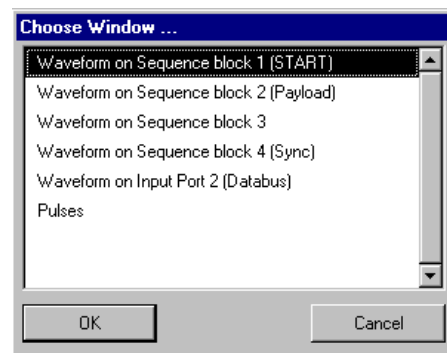 Choose Window ...
Waveform on Sequence block 1 (START)
Waveform on Sequence block 2 (Payload)
Waveform on Sequence block 3
Waveform on Sequence block 4 (Sync)
Waveform on Input Port 2 (Databus)
Pulses
OK
Cancel